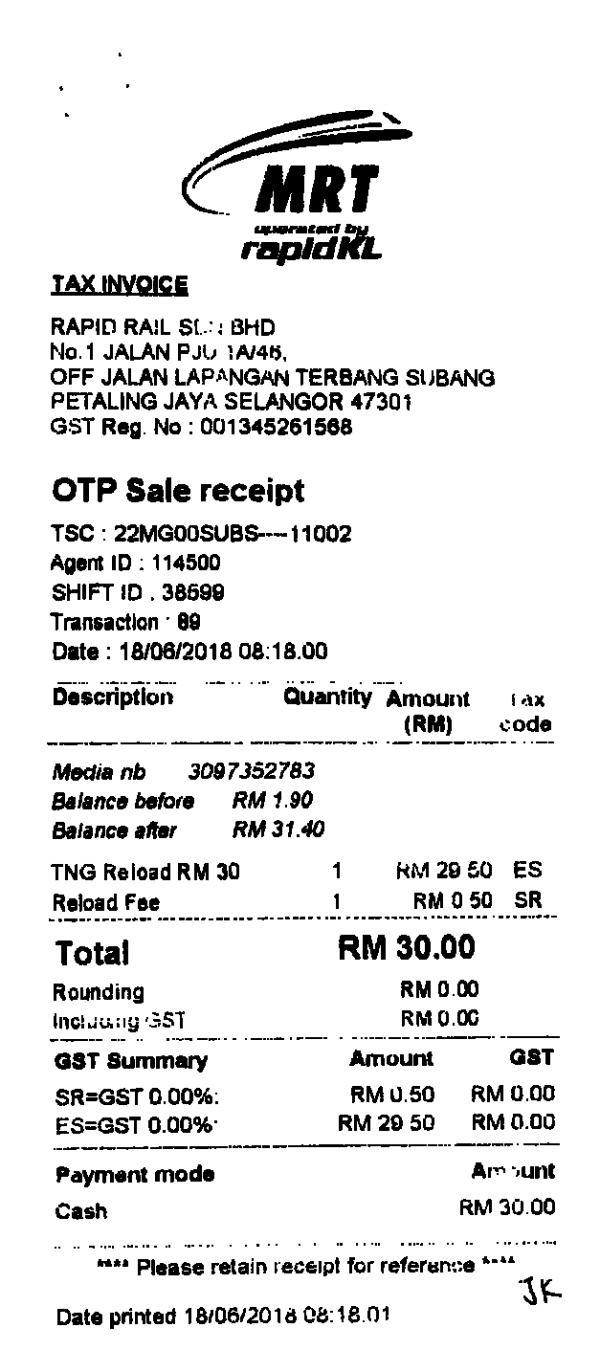 MRT
operated by
rapidKL
TAX INVOICE
RAPID RAIL BHD
No.1 JALAN PJU 1A/46,
OFF JALAN LAPANGAN TERBANG SUBANG
PETALING JAYA SELANGOR 47301
GST Reg. No : 001345261568
OTP Sale receipt
TSC : 22MG00SUBS----11002
Agent ID : 114500
SHIFT ID : 38599
Transaction : 89
Date : 18/06/2018 08:18.00
Description Quantity Amount Tax
(RM) code
Media nb 3097352783
Balance before RM 1.90
Balance after RM 31.40
TNG Reload RM 30 1 RM 29.50 ES
Reload Fee 1 RM 0.50 SR
Total RM 30.00
Rounding RM 0.00
Including GST RM 0.00
GST Summary Amount GST
SR=GST 0.00%: RM 0.50 RM 0.00
ES=GST 0.00%: RM 29.50 RM 0.00
Payment mode Amount
Cash RM 30.00
**** Please retain receipt for reference ****
JK
Date printed 18/06/2018 08:18.01